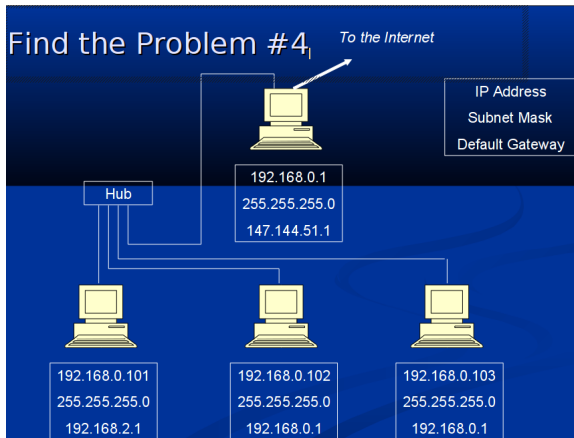 Find the Problem #4
To the Internet
IP Address
Subnet Mask
Default Gateway
192.168.0.1
255.255.255.0
147.144.51.1
Hub
192.168.0.101
255.255.255.0
192.168.2.1
192.168.0.102
255.255.255.0
192.168.0.1
192.168.0.103
255.255.255.0
192.168.0.1